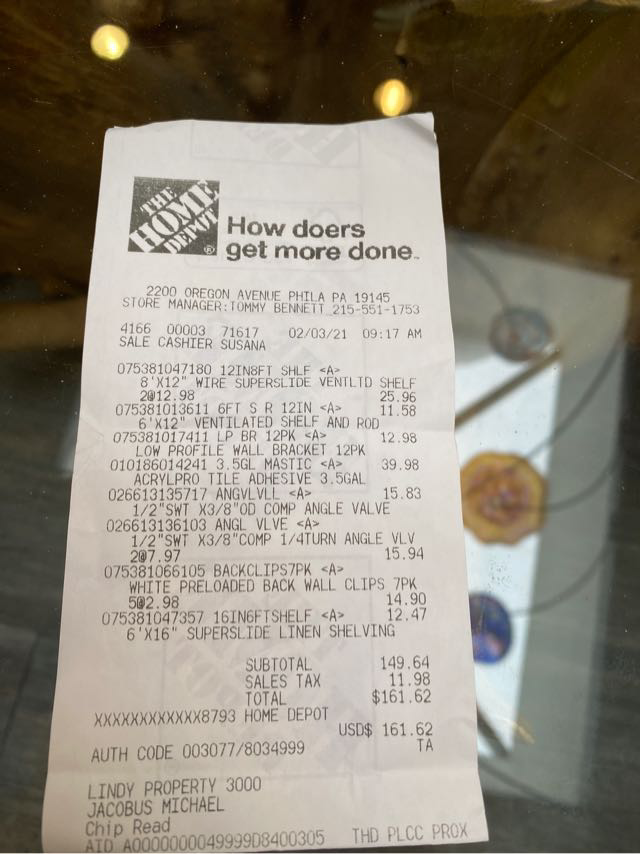 THE
HOME
DEPOT
How doers
get more done™
2200 OREGON AVENUE PHILA PA 19145
STORE MANAGER:TOMMY BENNETT 215-551-1753
4166 00003 71617 02/03/21 09:17 AM
SALE CASHIER SUSANA
075381047180 12IN8FT SHLF <A>
8'X12" WIRE SUPERSLIDE VENTLTD SHELF
2@12.98 25.96
075381013611 6FT S R 12IN <A> 11.58
6'X12" VENTILATED SHELF AND ROD
075381017411 LP BR 12PK <A> 12.98
LOW PROFILE WALL BRACKET 12PK
010186014241 3.5GL MASTIC <A> 39.98
ACRYLPRO TILE ADHESIVE 3.5GAL
026613135717 ANGVLVLL <A> 15.83
1/2"SWT X3/8"OD COMP ANGLE VALVE
026613136103 ANGL VLVE <A>
1/2"SWT X3/8"COMP 1/4TURN ANGLE VLV
2@7.97 15.94
075381066105 BACKCLIPS7PK <A>
WHITE PRELOADED BACK WALL CLIPS 7PK
5@2.98 14.90
075381047357 16IN6FTSHELF <A> 12.47
6'X16" SUPERSLIDE LINEN SHELVING
SUBTOTAL 149.64
SALES TAX 11.98
TOTAL $161.62
XXXXXXXXXXXX8793 HOME DEPOT
USD$ 161.62
AUTH CODE 003077/8034999 TA
LINDY PROPERTY 3000
JACOBUS MICHAEL
Chip Read
AID A0000000049999D8400305 THD PLCC PROX